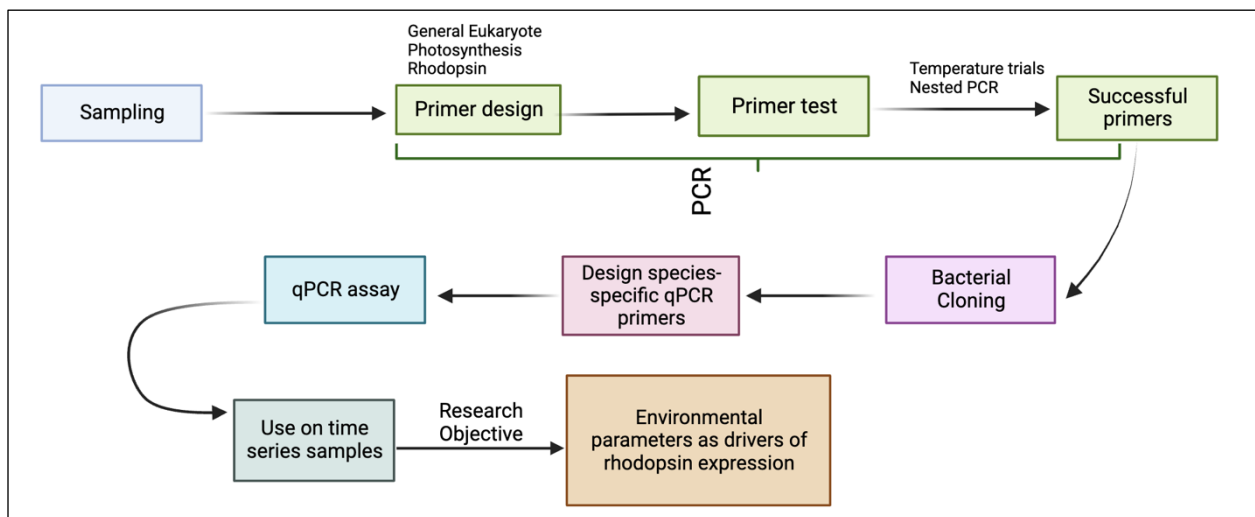 General Eukaryote
Photosynthesis
Rhodopsin
Temperature trials
Nested PCR
Sampling
Primer design
Primer test
Successful
primers
PCR
qPCR assay
Design species-
specific qPCR
primers
Bacterial
Cloning
Use on time
series samples
Research
Objective
Environmental
parameters as drivers of
rhodopsin expression